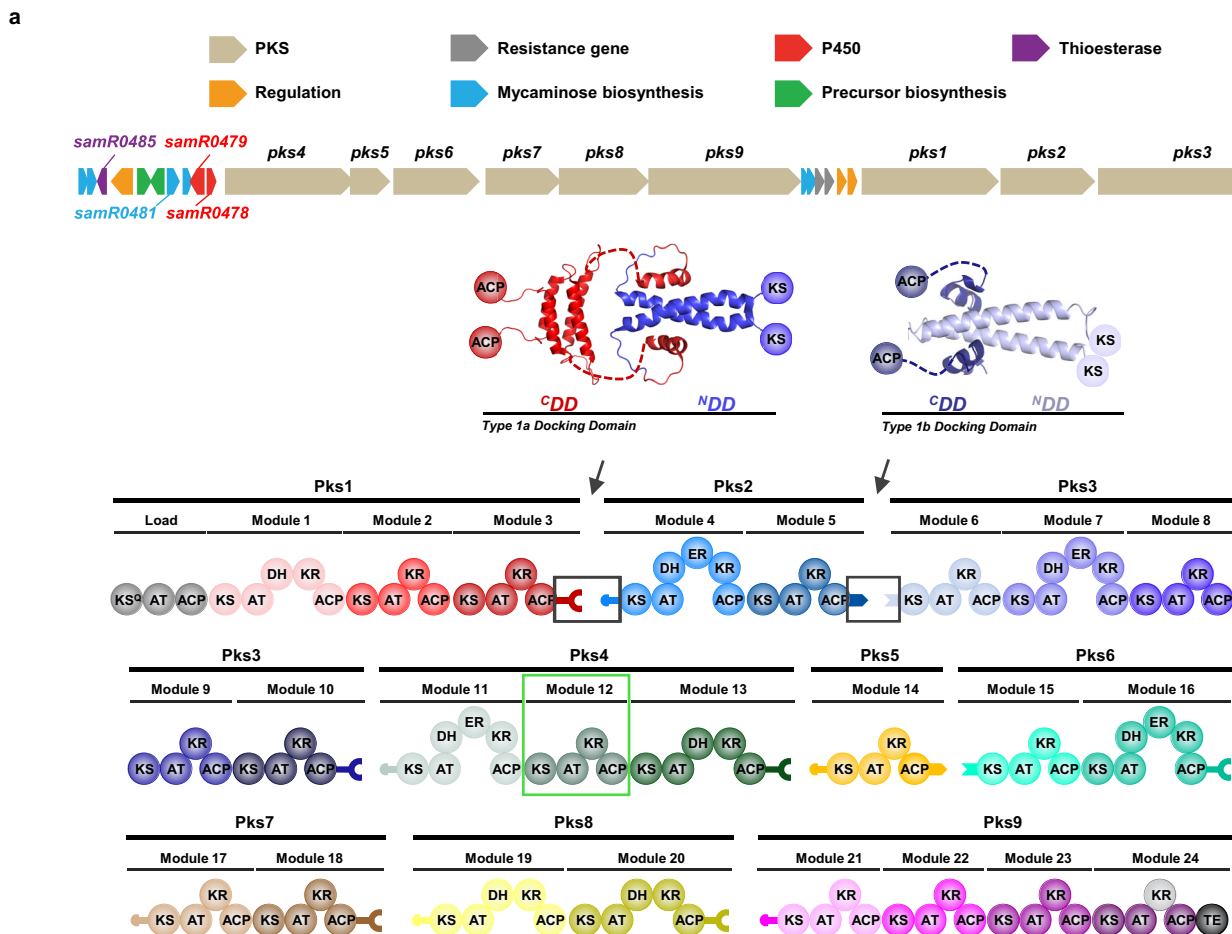 a
PKS
Resistance gene
P450
Thioesterase
Regulation
Mycaminose biosynthesis
Precursor biosynthesis
samR0485 samR0479
pks4 pks5 pks6 pks7 pks8 pks9 pks1 pks2 pks3
samR0481 samR0478
ACP KS ACP
ACP KS ACP KS KS
CDD NDD CDD NDD
Type 1a Docking Domain Type 1b Docking Domain
Pks1 Pks2 Pks3
Load Module 1 Module 2 Module 3 Module 4 Module 5 Module 6 Module 7 Module 8
ER ER
DH KR KR KR DH KR KR KR DH KR KR
KSQ AT ACP KS AT ACP KS AT ACP KS AT ACP KS AT ACP KS AT ACP KS AT ACP KS AT ACP KS AT ACP
Pks3 Pks4 Pks5 Pks6
Module 9 Module 10 Module 11 Module 12 Module 13 Module 14 Module 15 Module 16
ER ER
KR KR DH KR KR DH KR KR KR DH KR
KS AT ACP KS AT ACP KS AT ACP KS AT ACP KS AT ACP KS AT ACP KS AT ACP KS AT ACP
Pks7 Pks8 Pks9
Module 17 Module 18 Module 19 Module 20 Module 21 Module 22 Module 23 Module 24
KR KR DH KR DH KR KR KR KR KR
KS AT ACP KS AT ACP KS AT ACP KS AT ACP KS AT ACP KS AT ACP KS AT ACP KS AT ACP TE